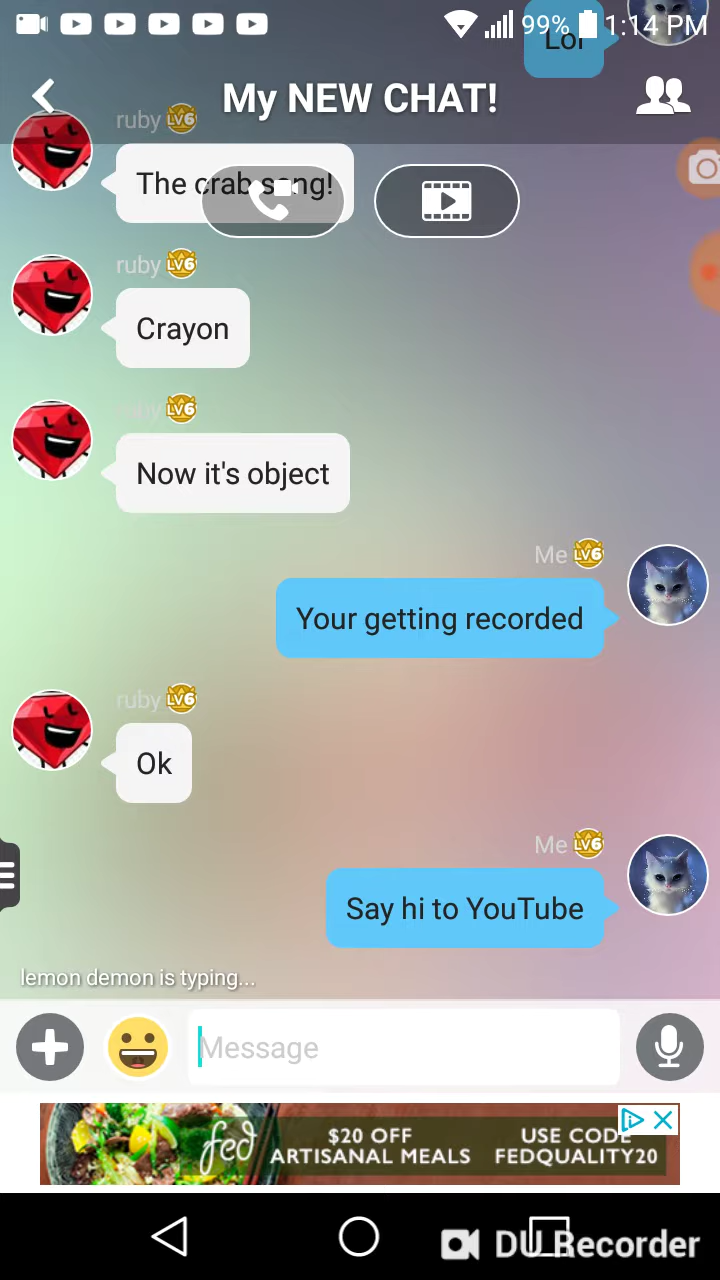 99% 1:14 PM
Lol
My NEW CHAT!
ruby LV6
The crab song!
ruby LV6
Crayon
ruby LV6
Now it's object
Me LV6
Your getting recorded
ruby LV6
Ok
Me LV6
Say hi to YouTube
lemon demon is typing...
Message
fed
$20 OFF
ARTISANAL MEALS
USE CODE
FEDQUALITY20
DU Recorder